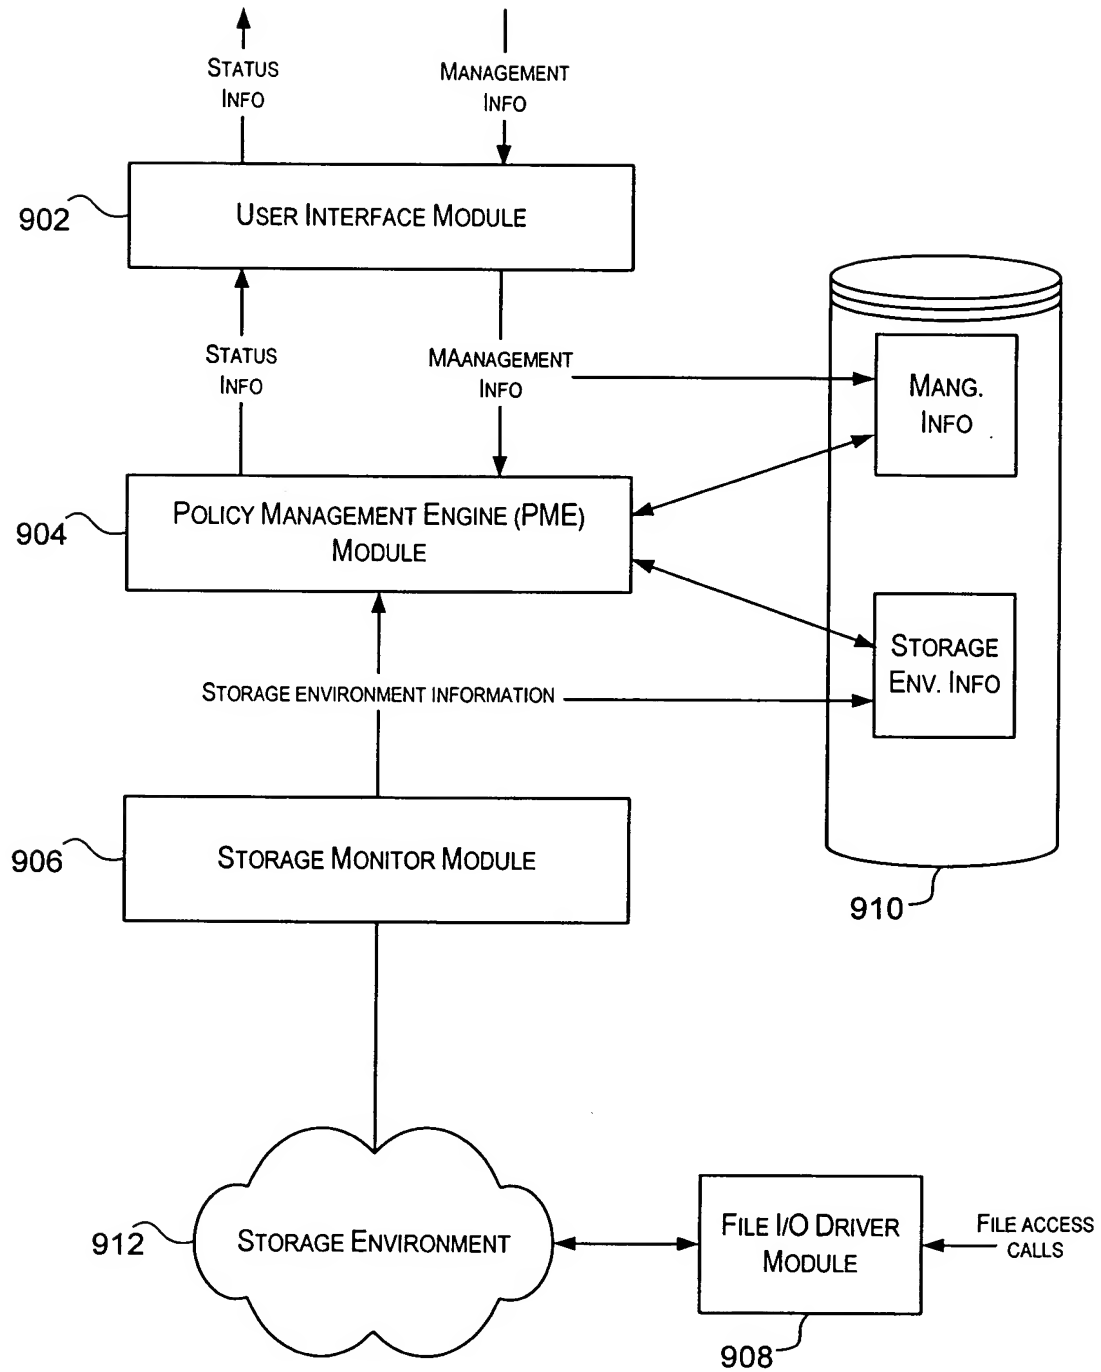 STATUS
INFO
MANAGEMENT
INFO
902
USER INTERFACE MODULE
STATUS
INFO
MAANAGEMENT
INFO
MANG.
INFO
904
POLICY MANAGEMENT ENGINE (PME)
MODULE
STORAGE
ENV. INFO
STORAGE ENVIRONMENT INFORMATION
906
STORAGE MONITOR MODULE
910
912
STORAGE ENVIRONMENT
FILE I/O DRIVER
MODULE
FILE ACCESS
CALLS
908